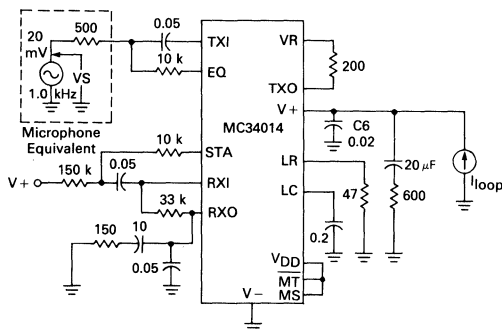 20
mV
500
VS
1.0 kHz
Microphone
Equivalent
0.05
TXI
10 k
EQ
VR
200
TXO
V+
C6
0.02
MC34014
10 k
STA
150 k
V+
0.05
RXI
33 k
RXO
150
10
0.05
LR
47
LC
0.2
20 μF
600
Iloop
VDD
MT
MS
V−